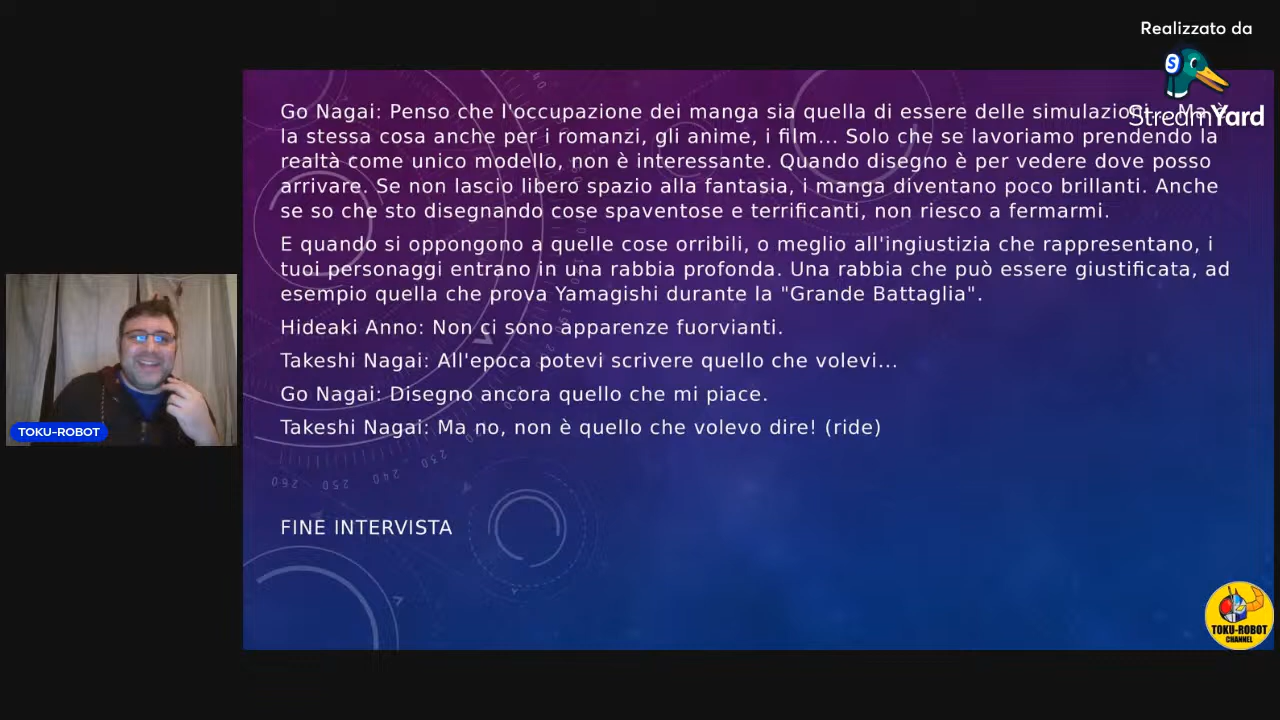 Realizzato da
S
StreamYard
Go Nagai: Penso che l'occupazione dei manga sia quella di essere delle simulazioni... Ma è
la stessa cosa anche per i romanzi, gli anime, i film... Solo che se lavoriamo prendendo la
realtà come unico modello, non è interessante. Quando disegno è per vedere dove posso
arrivare. Se non lascio libero spazio alla fantasia, i manga diventano poco brillanti. Anche
se so che sto disegnando cose spaventose e terrificanti, non riesco a fermarmi.
E quando si oppongono a quelle cose orribili, o meglio all'ingiustizia che rappresentano, i
tuoi personaggi entrano in una rabbia profonda. Una rabbia che può essere giustificata, ad
esempio quella che prova Yamagishi durante la "Grande Battaglia".
Hideaki Anno: Non ci sono apparenze fuorvianti.
Takeshi Nagai: All'epoca potevi scrivere quello che volevi...
Go Nagai: Disegno ancora quello che mi piace.
Takeshi Nagai: Ma no, non è quello che volevo dire! (ride)
FINE INTERVISTA
TOKU-ROBOT
TOKU-ROBOT
CHANNEL
260
250
240
230